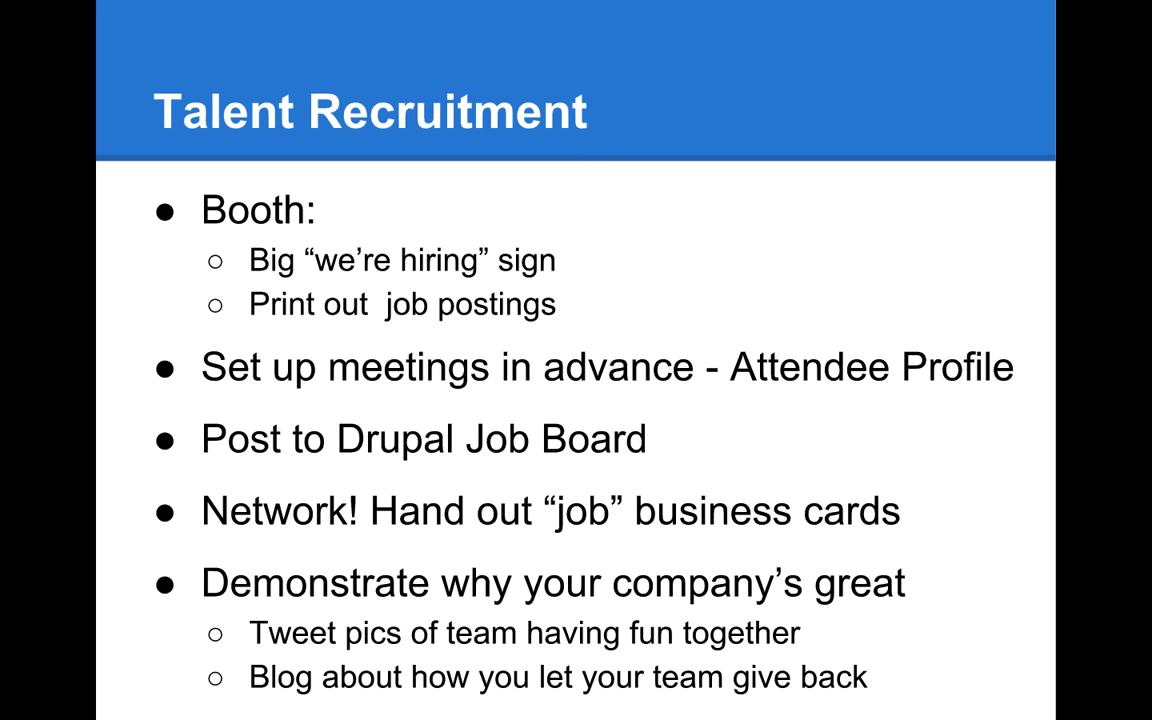 Talent Recruitment
● Booth:
○ Big “we’re hiring” sign
○ Print out  job postings
● Set up meetings in advance - Attendee Profile
● Post to Drupal Job Board
● Network! Hand out “job” business cards
● Demonstrate why your company’s great
○ Tweet pics of team having fun together
○ Blog about how you let your team give back